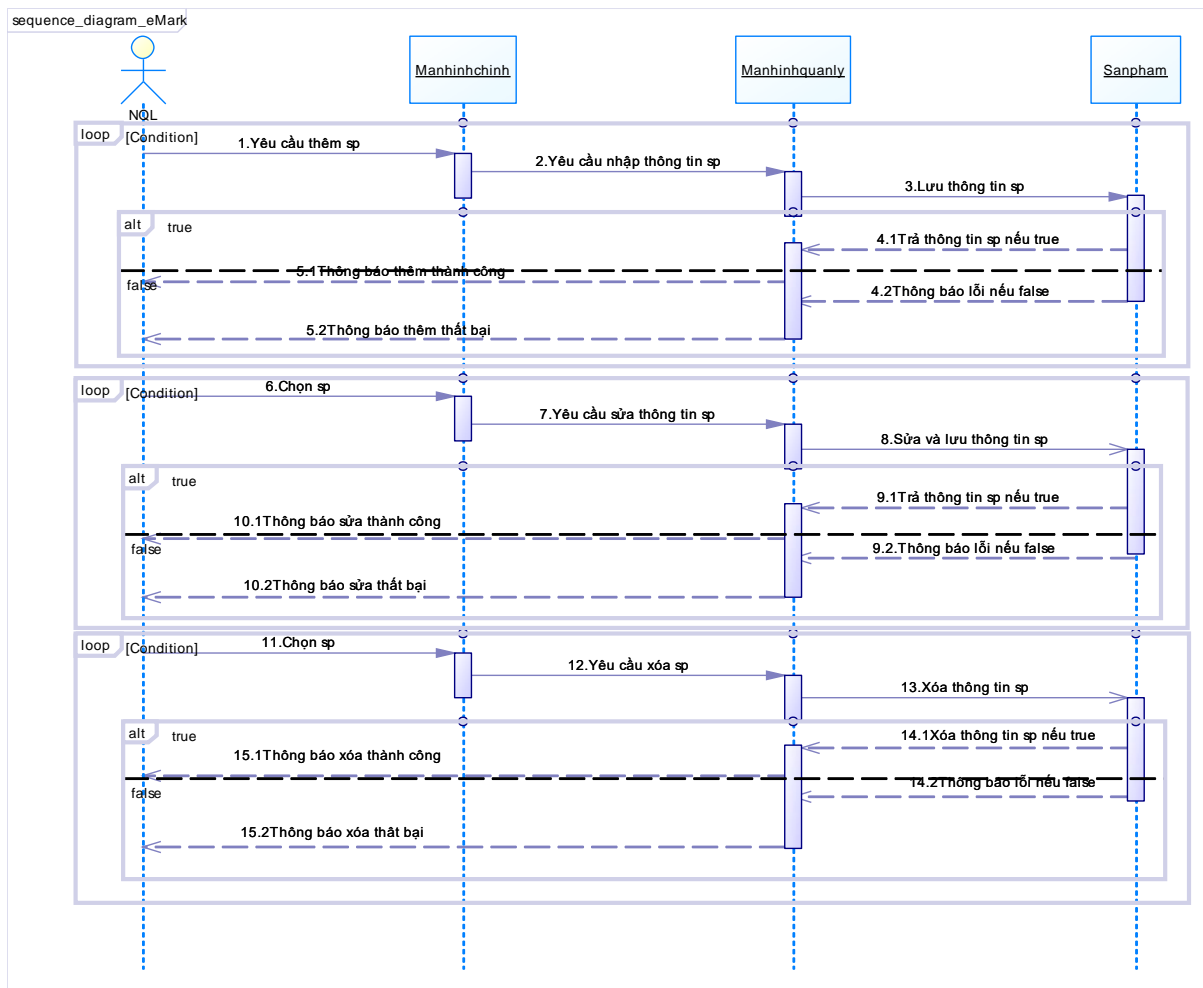 sequence_diagram_eMark
Manhinhchinh
Manhinhquanly
Sanpham
NQL
loop
[Condition]
1.Yêu cầu thêm sp
2.Yêu cầu nhập thông tin sp
3.Lưu thông tin sp
alt
true
4.1Trả thông tin sp nếu true
5.1Thông báo thêm thành công
false
4.2Thông báo lỗi nếu false
5.2Thông báo thêm thất bại
loop
[Condition]
6.Chọn sp
7.Yêu cầu sửa thông tin sp
8.Sửa và lưu thông tin sp
alt
true
9.1Trả thông tin sp nếu true
10.1Thông báo sửa thành công
false
9.2.Thông báo lỗi nếu false
10.2Thông báo sửa thất bại
loop
[Condition]
11.Chọn sp
12.Yêu cầu xóa sp
13.Xóa thông tin sp
alt
true
14.1Xóa thông tin sp nếu true
15.1Thông báo xóa thành công
14.2Thông báo lỗi nếu false
false
15.2Thông báo xóa thât bại